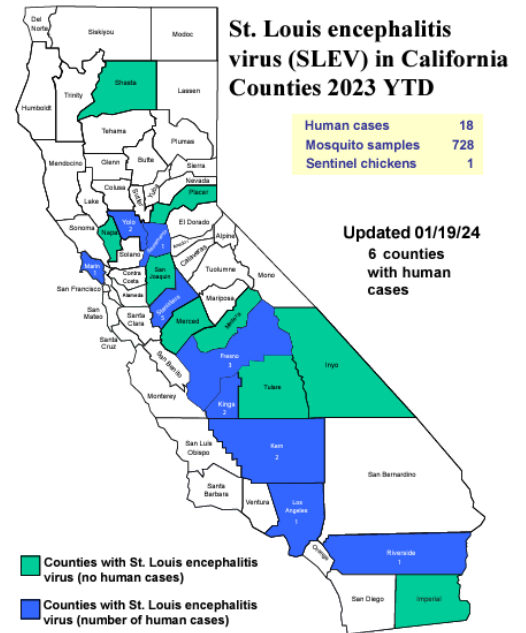 St. Louis encephalitis
virus (SLEV) in California
Counties 2023 YTD
Human cases 18
Mosquito samples 728
Sentinel chickens 1
Updated 01/19/24
6 counties
with human
cases
Del
Norte
Siskiyou
Modoc
Humboldt
Trinity
Shasta
Lassen
Tehama
Plumas
Mendocino
Glenn
Butte
Sierra
Nevada
Colusa
Sutter
Yuba
Placer
Lake
El Dorado
Sonoma
Napa
Yolo
2
Sacramento
1
Alpine
Solano
Calaveras
Marin
1
Contra
Costa
San
Joaquin
Tuolumne
Mono
San Francisco
Alameda
Stanislaus
2
Mariposa
San
Mateo
Santa
Clara
Merced
Madera
Santa
Cruz
San Benito
Fresno
3
Inyo
Monterey
Kings
2
Tulare
San Luis
Obispo
Kern
2
San Bernardino
Santa
Barbara
Ventura
Los
Angeles
1
Orange
Riverside
1
San Diego
Imperial
Counties with St. Louis encephalitis
virus (no human cases)
Counties with St. Louis encephalitis
virus (number of human cases)